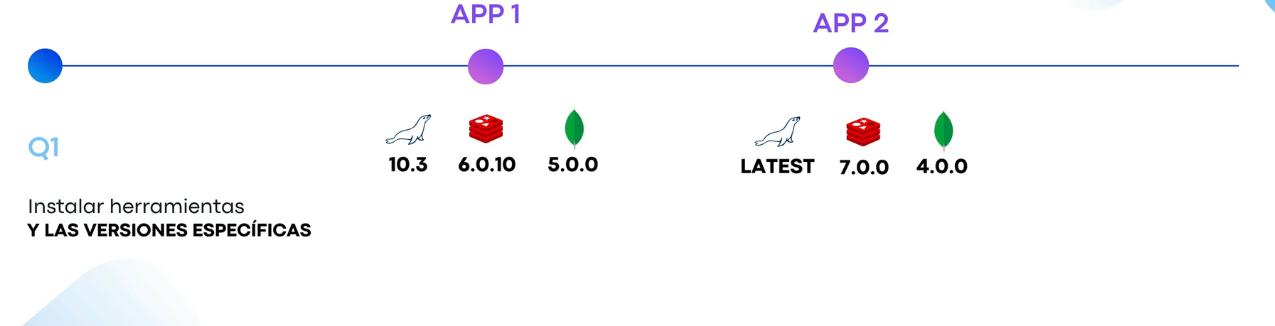 APP 1
APP 2
Q1
10.3 6.0.10 5.0.0
LATEST 7.0.0 4.0.0
Instalar herramientas
Y LAS VERSIONES ESPECÍFICAS